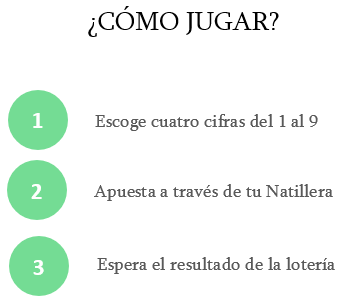 ¿CÓMO JUGAR?
1 Escoge cuatro cifras del 1 al 9
2 Apuesta a través de tu Natillera
3 Espera el resultado de la lotería